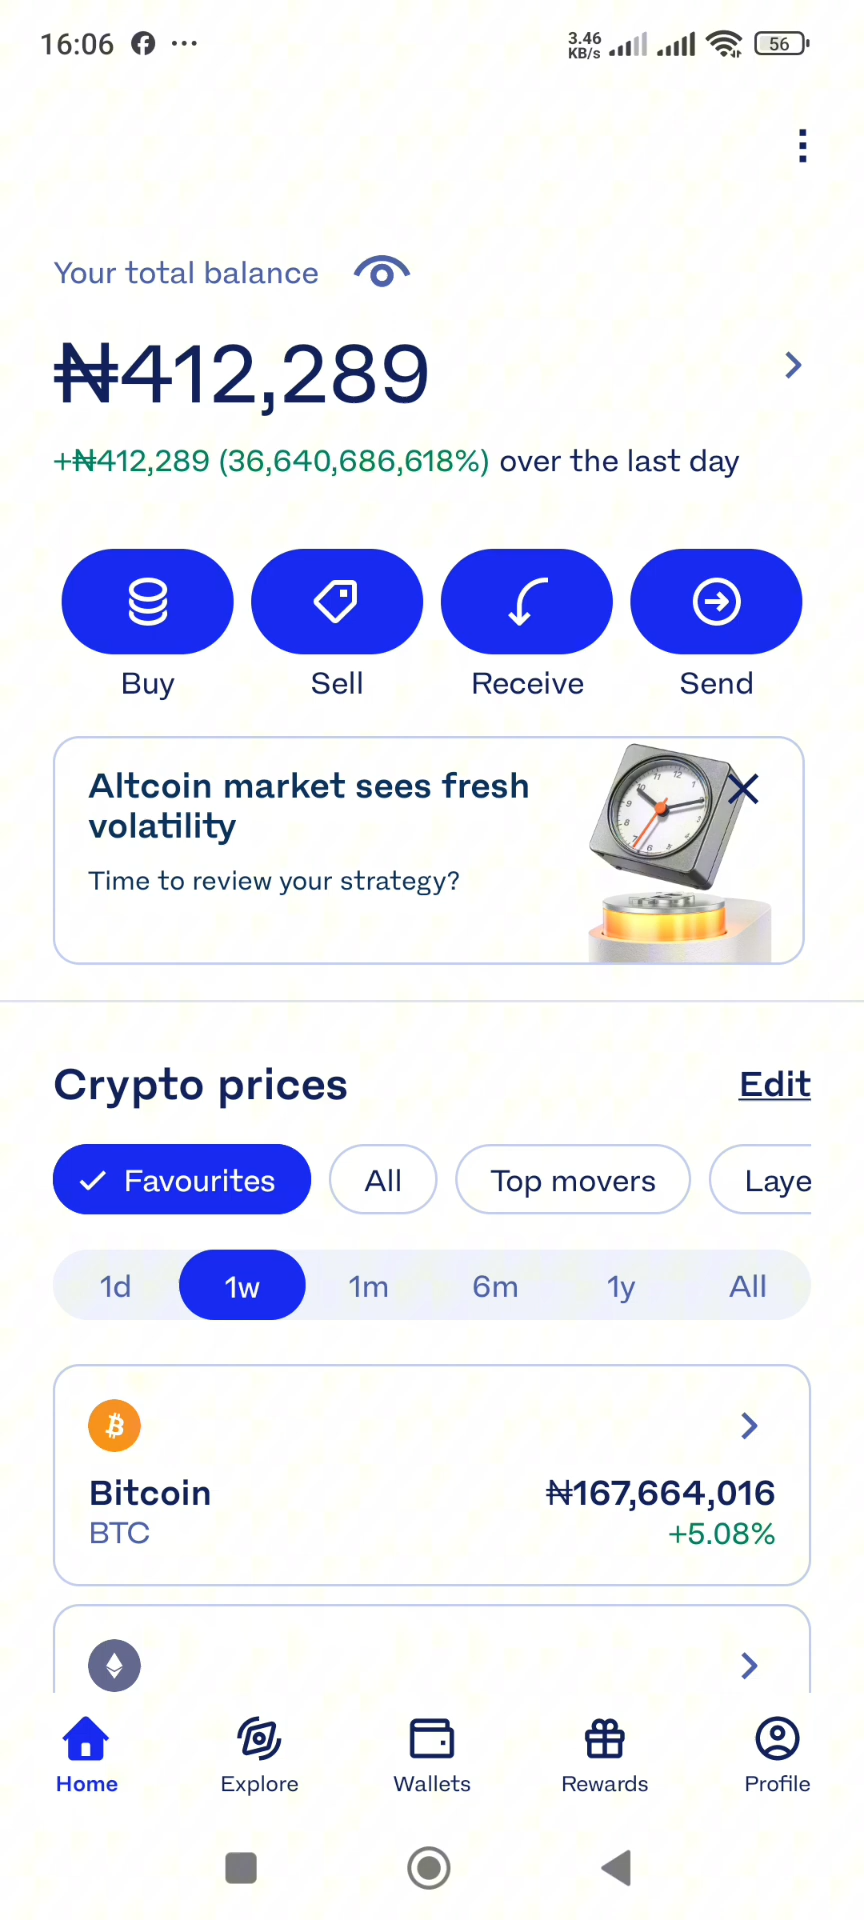 16:06
3.46
KB/s
56
Your total balance
₦412,289
+₦412,289 (36,640,686,618%) over the last day
Buy
Sell
Receive
Send
Altcoin market sees fresh
volatility
Time to review your strategy?
Crypto prices
Edit
Favourites
All
Top movers
Laye
1d
1w
1m
6m
1y
All
Bitcoin
₦167,664,016
BTC
+5.08%
Home
Explore
Wallets
Rewards
Profile